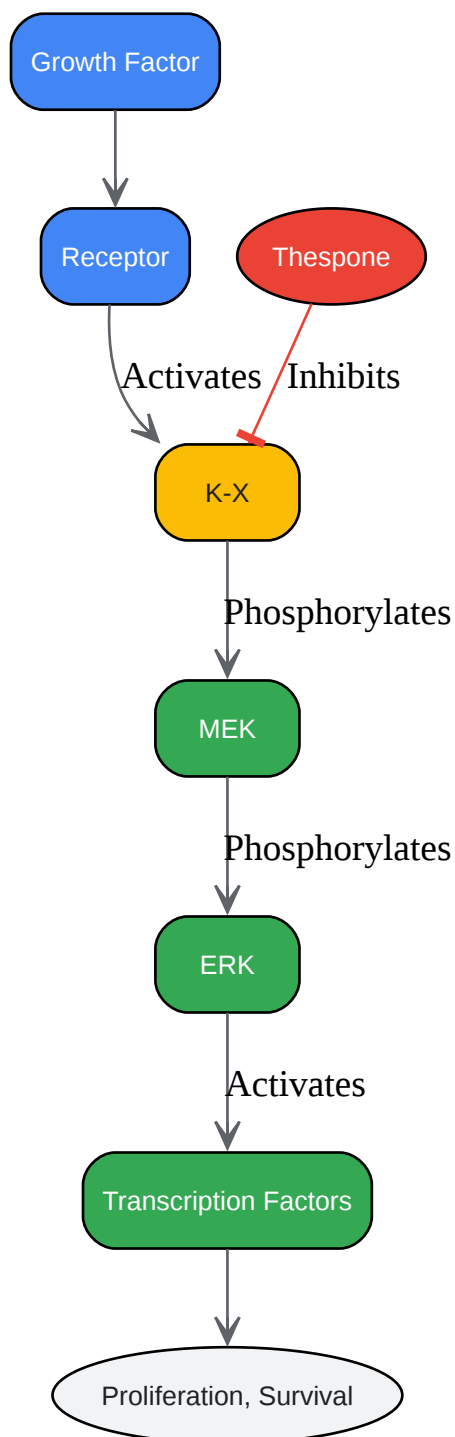 Growth Factor
Receptor
Thespone
Activates
Inhibits
K-X
Phosphorylates
MEK
Phosphorylates
ERK
Activates
Transcription Factors
Proliferation, Survival